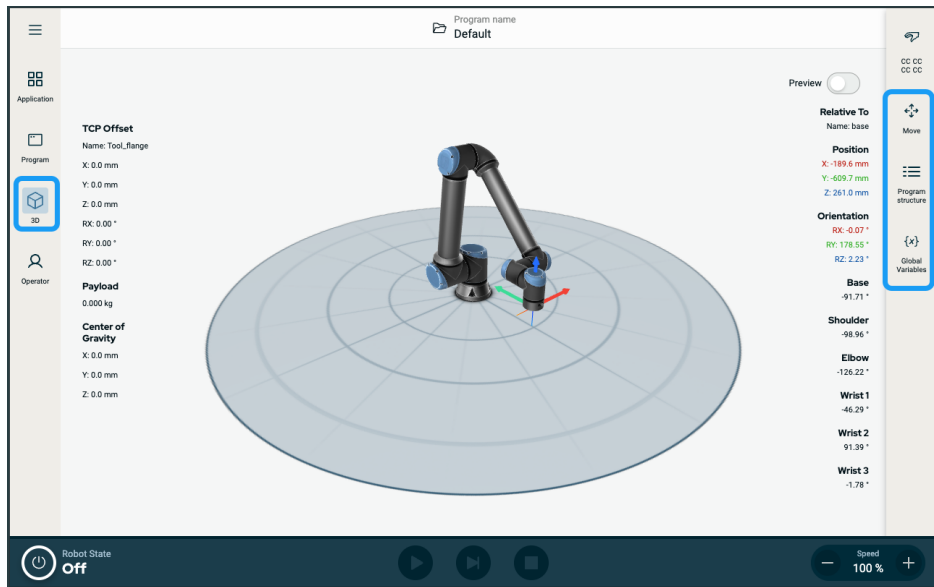 Program name
Default
Application
Program
3D
Operator
TCP Offset
Name: Tool_flange
X: 0.0 mm
Y: 0.0 mm
Z: 0.0 mm
RX: 0.00 °
RY: 0.00 °
RZ: 0.00 °
Payload
0.000 kg
Center of
Gravity
X: 0.0 mm
Y: 0.0 mm
Z: 0.0 mm
Preview
Relative To
Name: base
Position
X: -189.6 mm
Y: -609.7 mm
Z: 261.0 mm
Orientation
RX: -0.07 °
RY: 178.55 °
RZ: 2.23 °
Base
-91.71 °
Shoulder
-98.96 °
Elbow
-126.22 °
Wrist 1
-46.29 °
Wrist 2
91.39 °
Wrist 3
-1.78 °
CC CC
CC CC
Move
Program
structure
{x}
Global
Variables
Robot State
Off
Speed
100 %